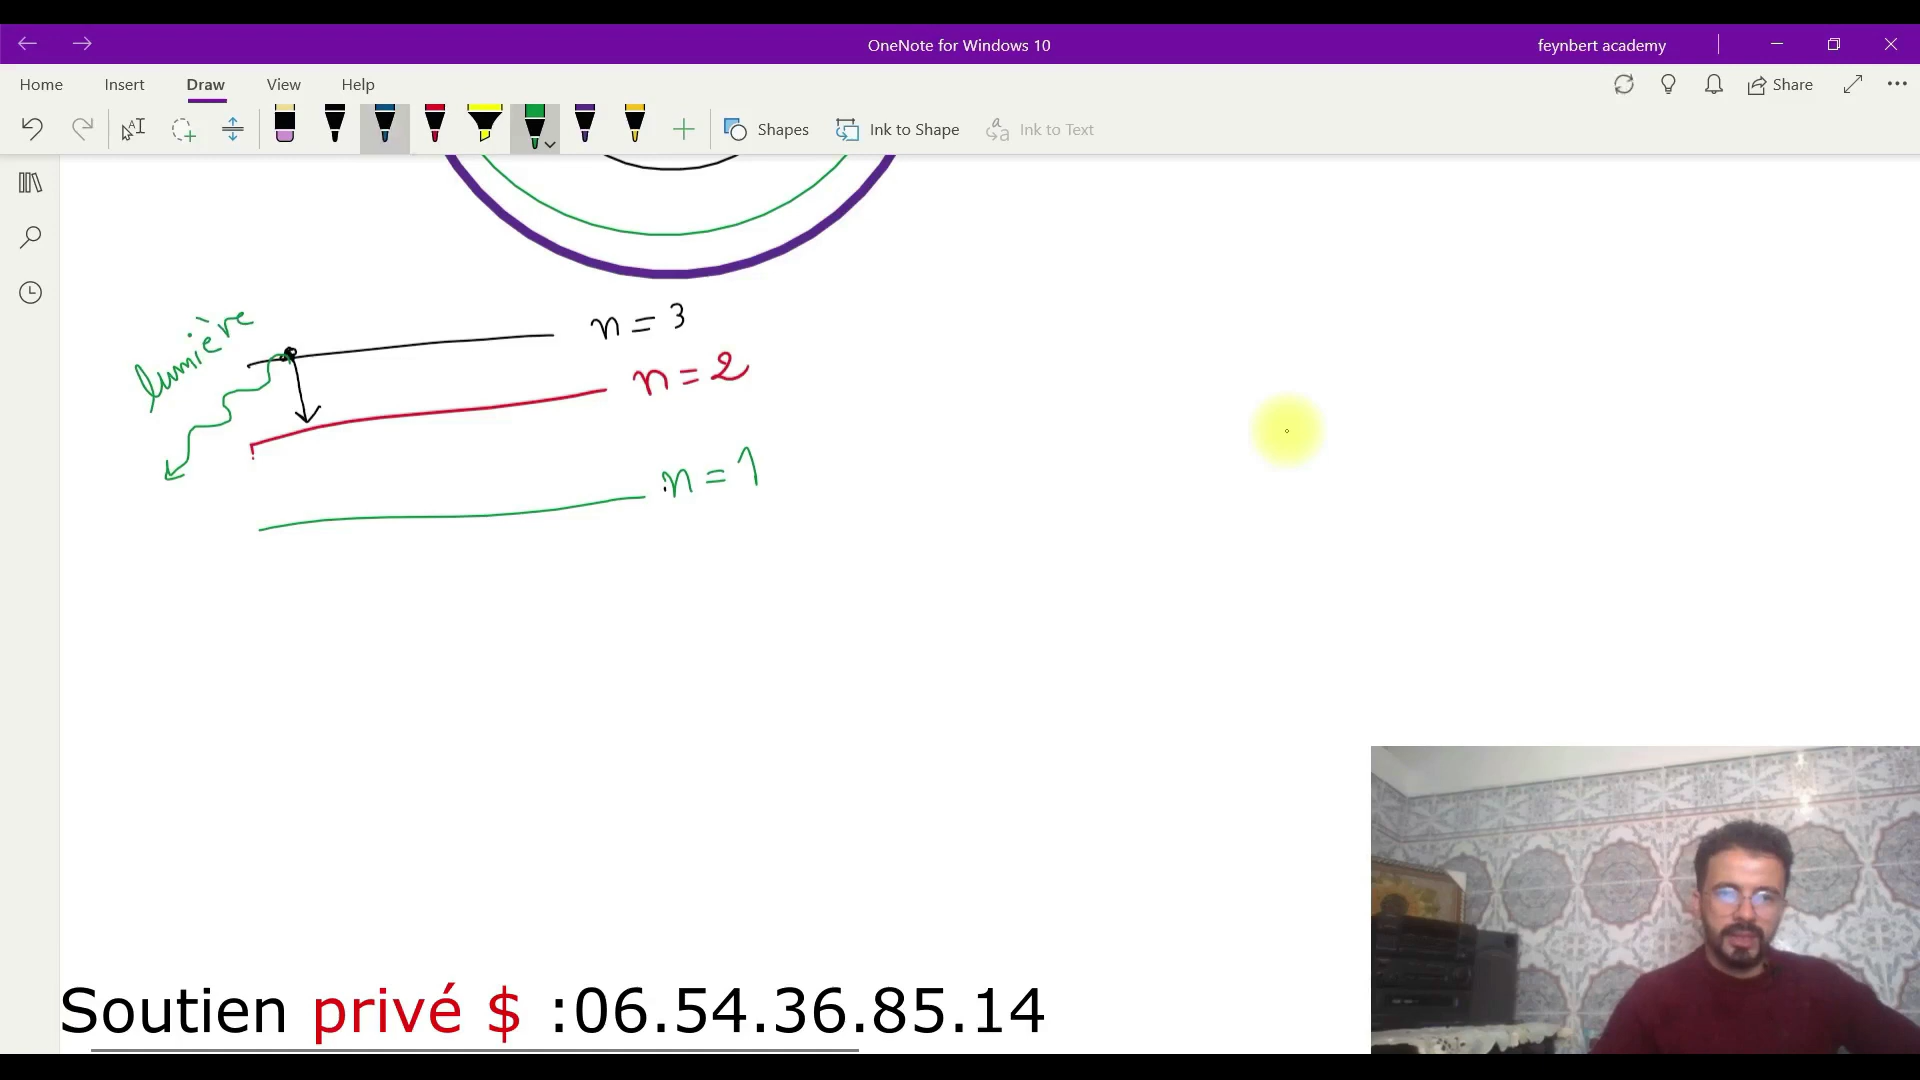 OneNote for Windows 10
feynbert academy
Home Insert Draw View Help
Share
Shapes
Ink to Shape
Ink to Text
lumière
n = 3
n = 2
n = 1
Soutien privé $ :06.54.36.85.14